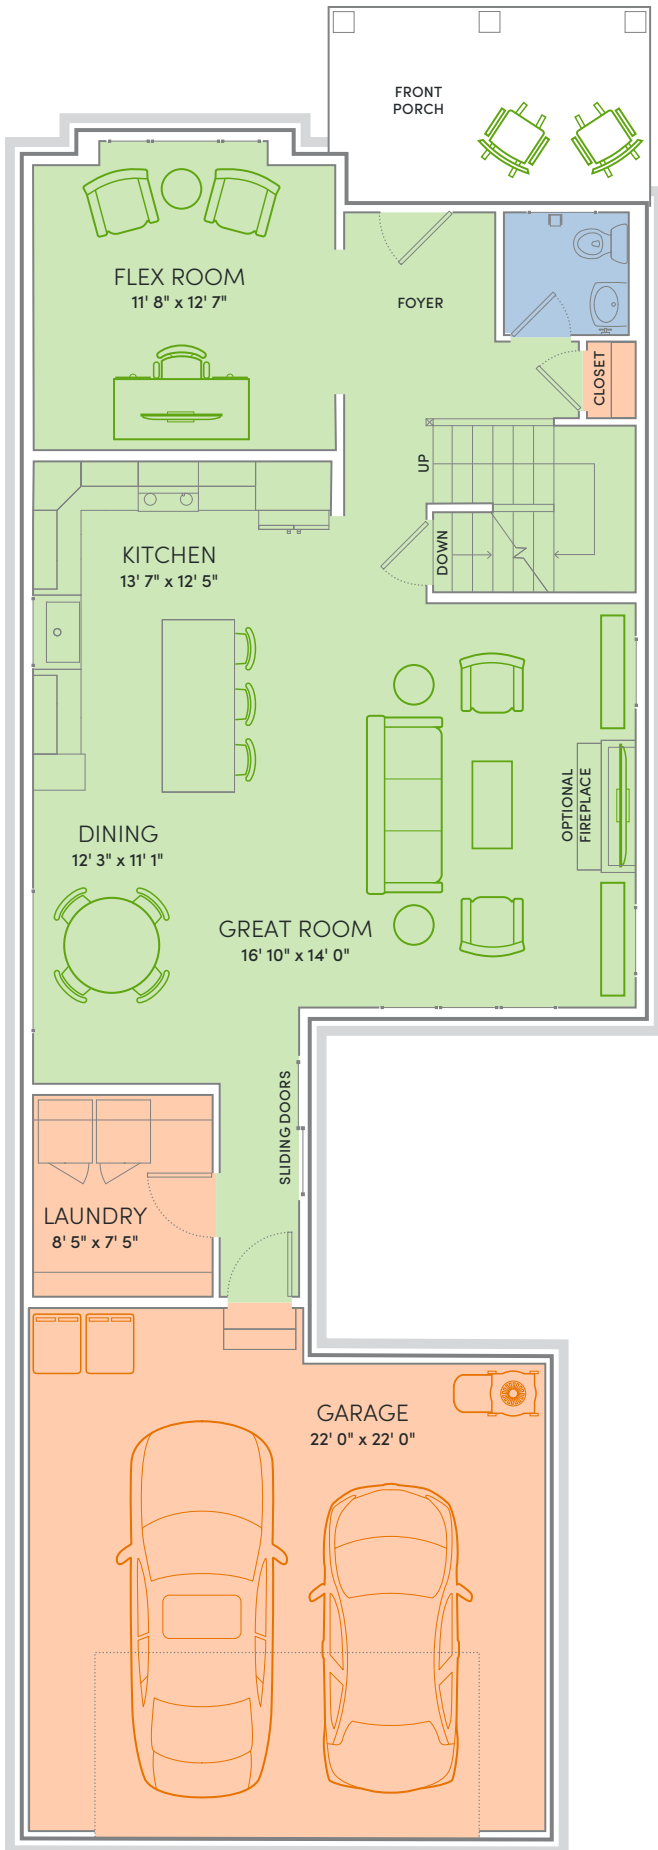 FRONT
PORCH
FLEX ROOM
11' 8" x 12' 7"
FOYER
CLOSET
UP
DOWN
KITCHEN
13' 7" x 12' 5"
OPTIONAL
FIREPLACE
DINING
12' 3" x 11' 1"
GREAT ROOM
16' 10" x 14' 0"
SLIDING DOORS
LAUNDRY
8' 5" x 7' 5"
GARAGE
22' 0" x 22' 0"